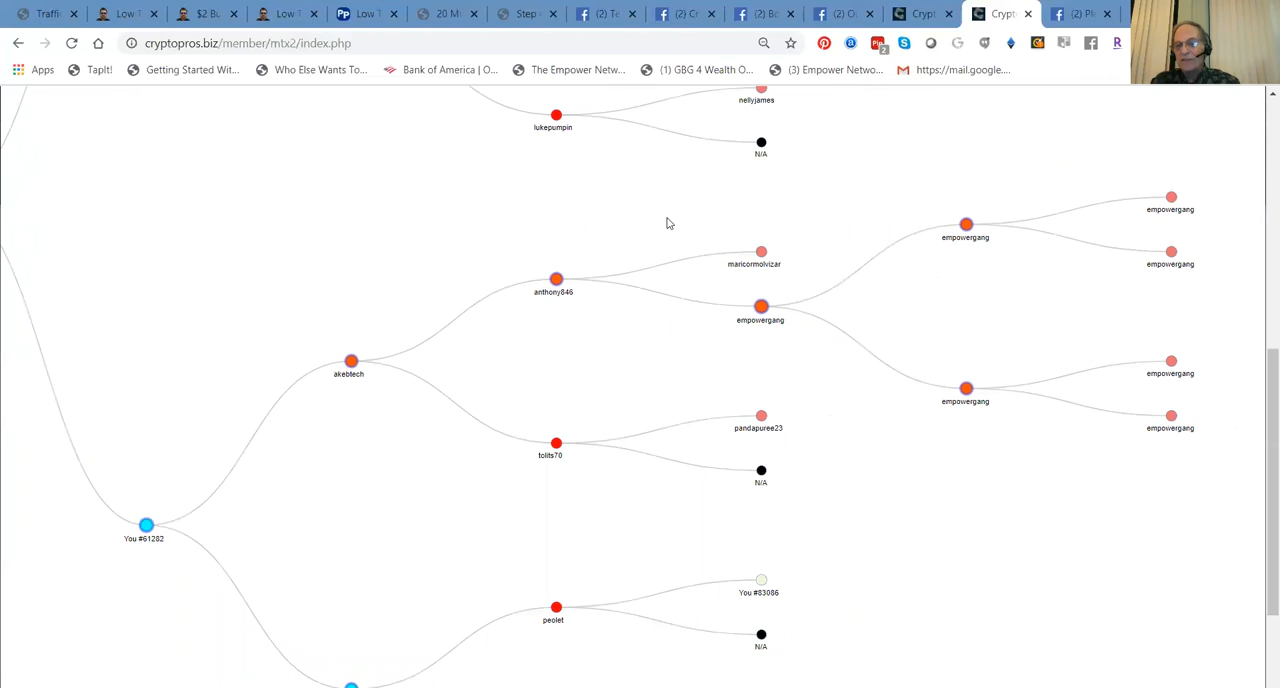 Traffi
Low T
$2 Bu
Low T
Low T
20 M
Step
(2) Te
(2) Cr
(2) Bo
(2) O
Crypt
Crypt
(2) Pl
cryptopros.biz/member/mtx2/index.php
2
R
Apps
TapIt!
Getting Started Wit...
Who Else Wants To...
Bank of America | O...
The Empower Netw...
(1) GBG 4 Wealth O...
(3) Empower Netwo...
https://mail.google....
nellyjames
lukepumpin
N/A
empowergang
empowergang
maricormolvizar
empowergang
anthony846
empowergang
akebtech
empowergang
empowergang
pandapuree23
empowergang
tolits70
N/A
You #61282
You #83086
peolet
N/A